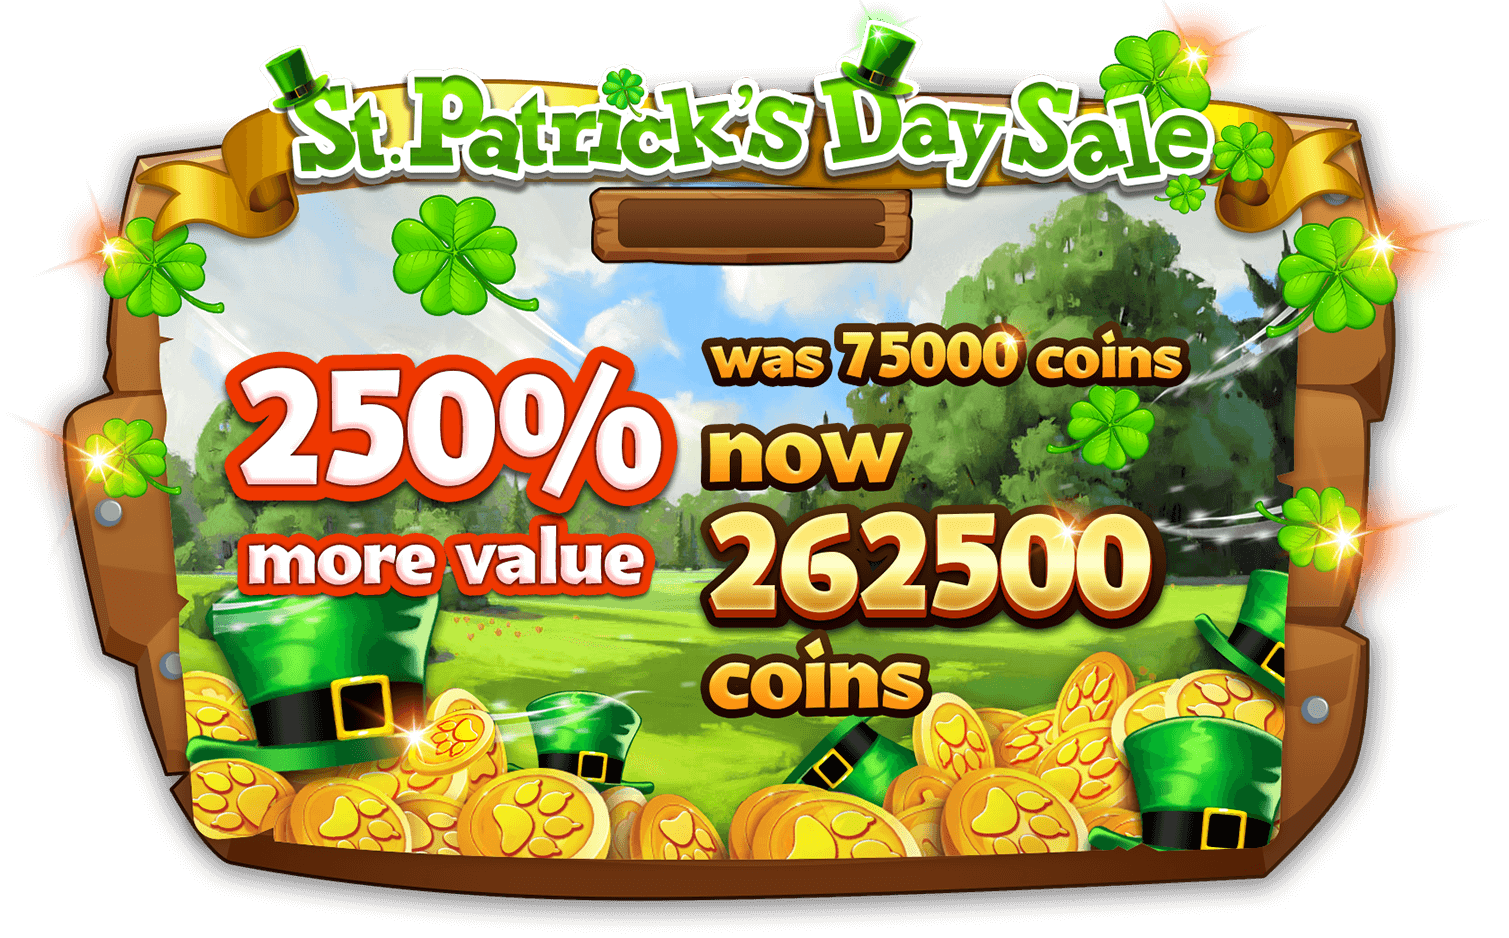 St. Patrick's Day Sale
250%
more value
was 75000 coins
now
262500
coins